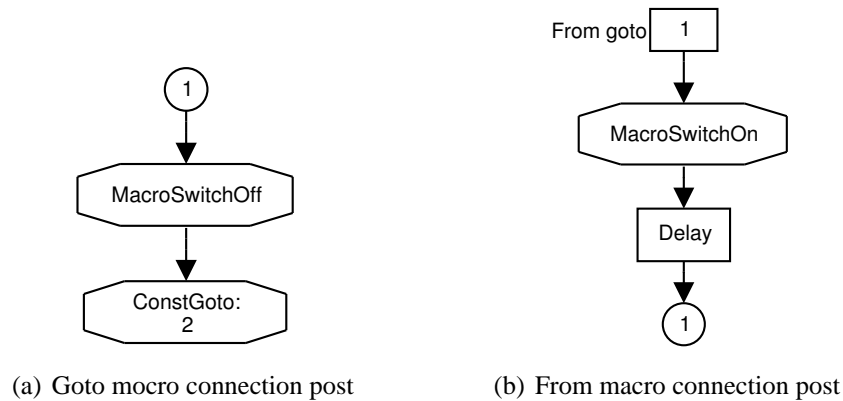 1
MacroSwitchOff
ConstGoto:
2
(a) Goto mocro connection post
From goto 1
MacroSwitchOn
Delay
1
(b) From macro connection post